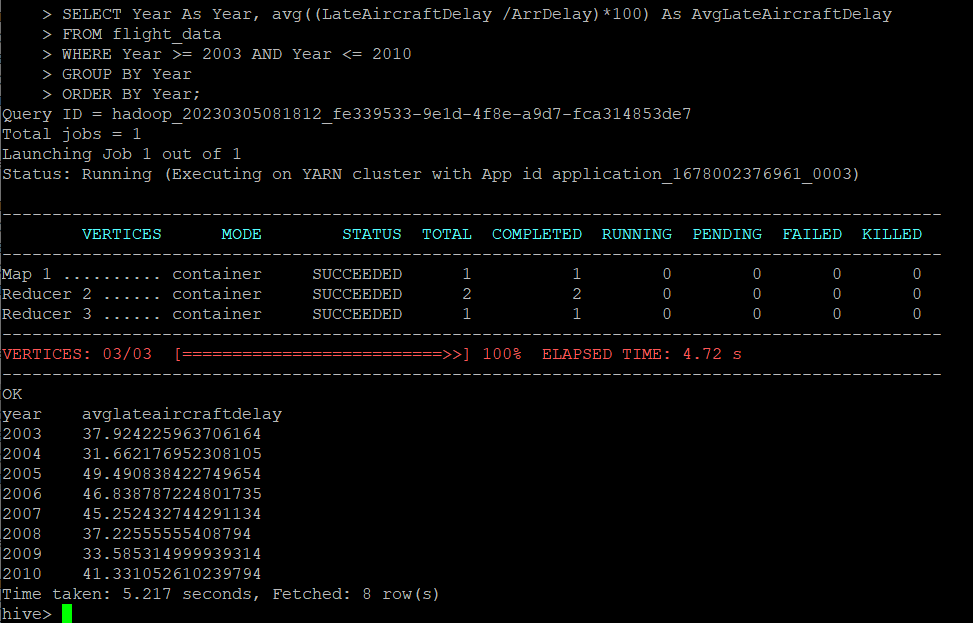 > SELECT Year As Year, avg((LateAircraftDelay /ArrDelay)*100) As AvgLateAircraftDelay
> FROM flight_data
> WHERE Year >= 2003 AND Year <= 2010
> GROUP BY Year
> ORDER BY Year;
Query ID = hadoop_20230305081812_fe339533-9e1d-4f8e-a9d7-fca314853de7
Total jobs = 1
Launching Job 1 out of 1
Status: Running (Executing on YARN cluster with App id application_1678002376961_0003)
----------------------------------------------------------------------------------------------
VERTICES MODE STATUS TOTAL COMPLETED RUNNING PENDING FAILED KILLED
----------------------------------------------------------------------------------------------
Map 1 .......... container SUCCEEDED 1 1 0 0 0 0
Reducer 2 ...... container SUCCEEDED 2 2 0 0 0 0
Reducer 3 ...... container SUCCEEDED 1 1 0 0 0 0
----------------------------------------------------------------------------------------------
VERTICES: 03/03 [==========================>>] 100% ELAPSED TIME: 4.72 s
----------------------------------------------------------------------------------------------
OK
year avglateaircraftdelay
2003 37.924225963706164
2004 31.662176952308105
2005 49.490838422749654
2006 46.838787224801735
2007 45.252432744291134
2008 37.22555555408794
2009 33.585314999939314
2010 41.331052610239794
Time taken: 5.217 seconds, Fetched: 8 row(s)
hive>